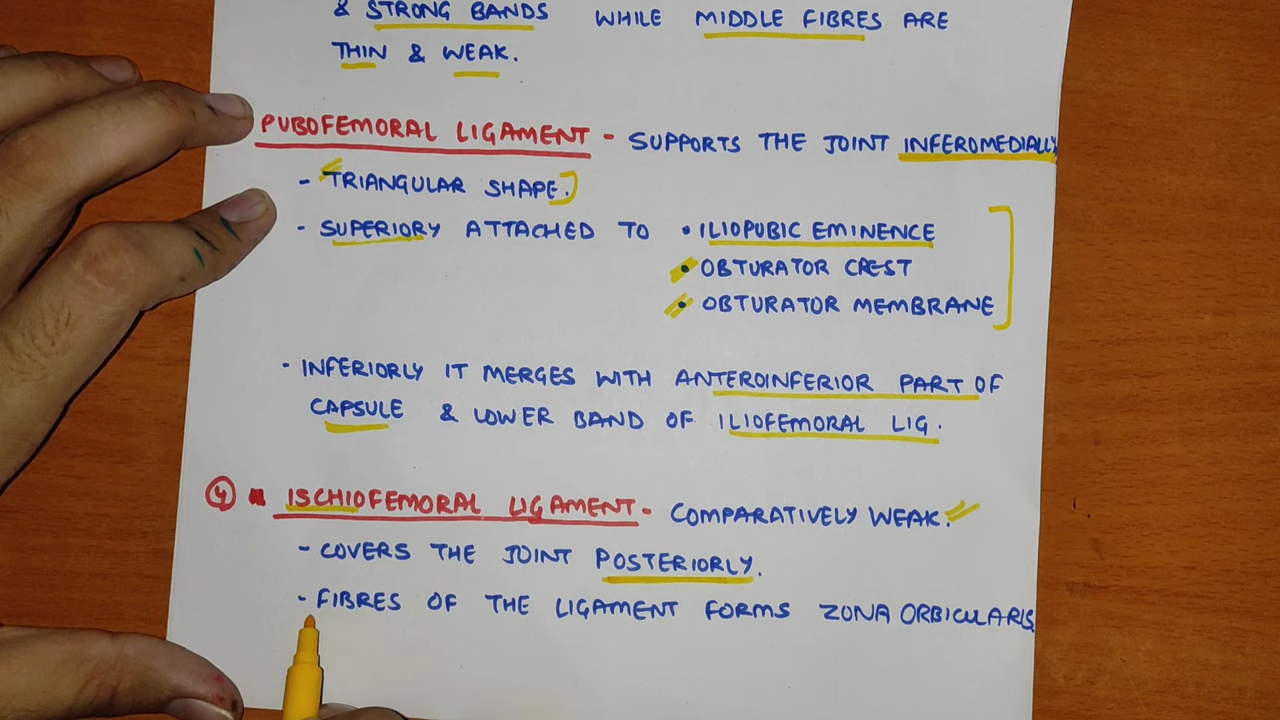 & STRONG BANDS WHILE MIDDLE FIBRES ARE
THIN & WEAK.
PUBOFEMORAL LIGAMENT - SUPPORTS THE JOINT INFEROMEDIALLY
- TRIANGULAR SHAPE.
- SUPERIORY ATTACHED TO • ILIOPUBIC EMINENCE
• OBTURATOR CREST
• OBTURATOR MEMBRANE
• INFERIORLY IT MERGES WITH ANTEROINFERIOR PART OF
CAPSULE & LOWER BAND OF ILIOFEMORAL LIG.
4 ISCHIOFEMORAL LIGAMENT - COMPARATIVELY WEAK.
- COVERS THE JOINT POSTERIORLY.
- FIBRES OF THE LIGAMENT FORMS ZONA ORBICULARIS